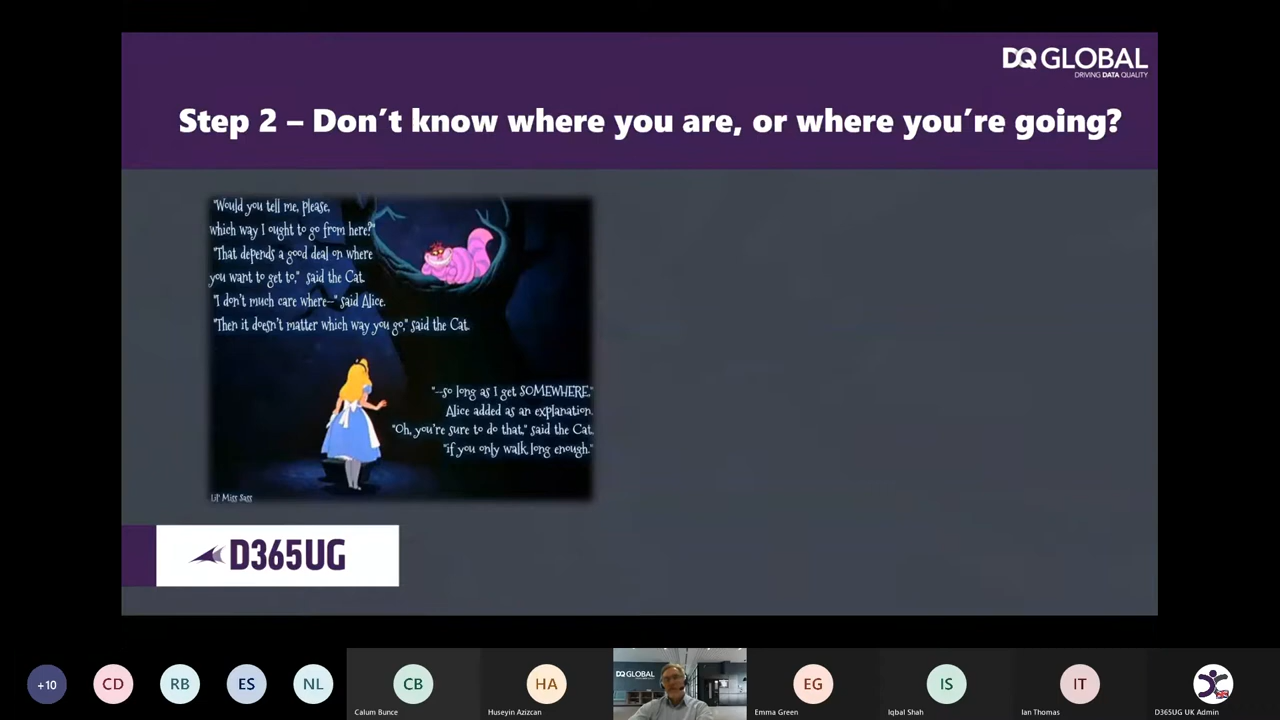 DQ GLOBAL
DRIVING DATA QUALITY
Step 2 – Don't know where you are, or where you're going?
"Would you tell me, please,
which way I ought to go from here?"
"That depends a good deal on where
you want to get to," said the Cat.
"I don't much care where--" said Alice.
"Then it doesn't matter which way you go," said the Cat.
"--so long as I get SOMEWHERE,"
Alice added as an explanation.
"Oh, you're sure to do that," said the Cat,
"if you only walk long enough."
Lil' Miss Sass
D365UG
+10
CD
RB
ES
NL
CB
Calum Bunce
HA
Huseyin Azizcan
DQ GLOBAL
EG
Emma Green
IS
Iqbal Shah
IT
Ian Thomas
D365UG UK Admin